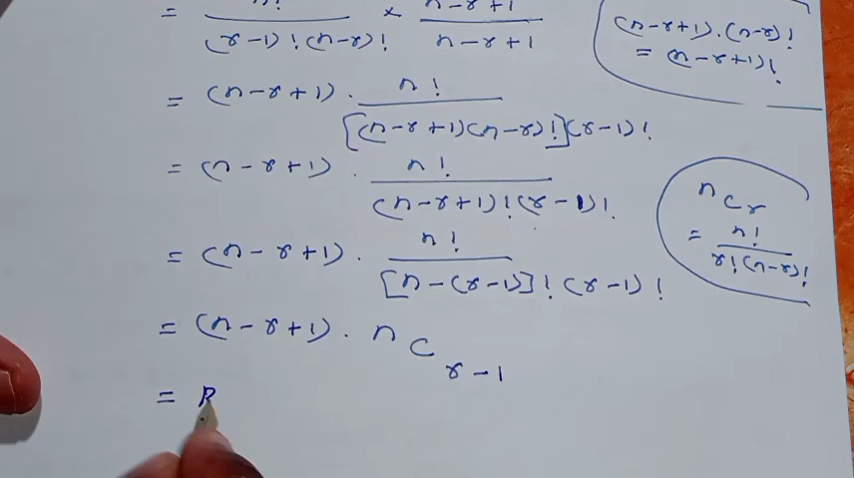 = n! / (r-1)!(n-r)! × n-r+1 / n-r+1
(n-r+1).(n-r)!
= (n-r+1)!
= (n-r+1) . n! / [(n-r+1)(n-r)!](r-1)!
= (n-r+1) . n! / (n-r+1)!(r-1)!
nCr
= n! / r!(n-r)!
= (n-r+1) . n! / [n-(r-1)]!(r-1)!
= (n-r+1) . nCr-1
= R